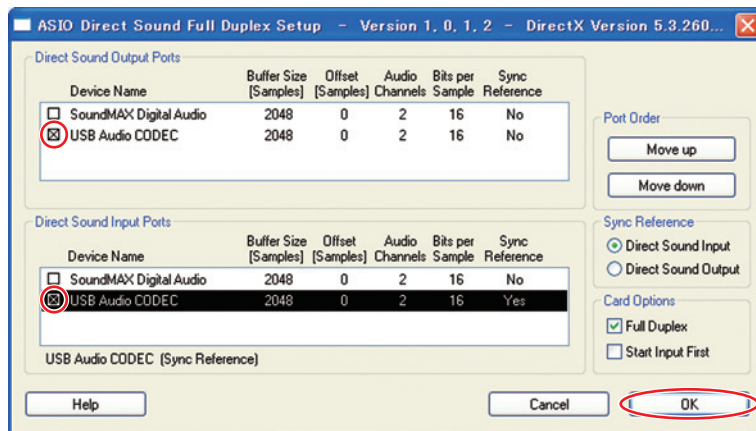 ASIO Direct Sound Full Duplex Setup - Version 1, 0, 1, 2 - DirectX Version 5.3.260...
Direct Sound Output Ports
Device Name Buffer Size [Samples] Offset [Samples] Audio Channels Bits per Sample Sync Reference
SoundMAX Digital Audio 2048 0 2 16 No
USB Audio CODEC 2048 0 2 16 No
Port Order
Move up
Move down
Direct Sound Input Ports
Device Name Buffer Size [Samples] Offset [Samples] Audio Channels Bits per Sample Sync Reference
SoundMAX Digital Audio 2048 0 2 16 No
USB Audio CODEC 2048 0 2 16 Yes
USB Audio CODEC (Sync Reference)
Sync Reference
Direct Sound Input
Direct Sound Output
Card Options
Full Duplex
Start Input First
Help
Cancel
OK